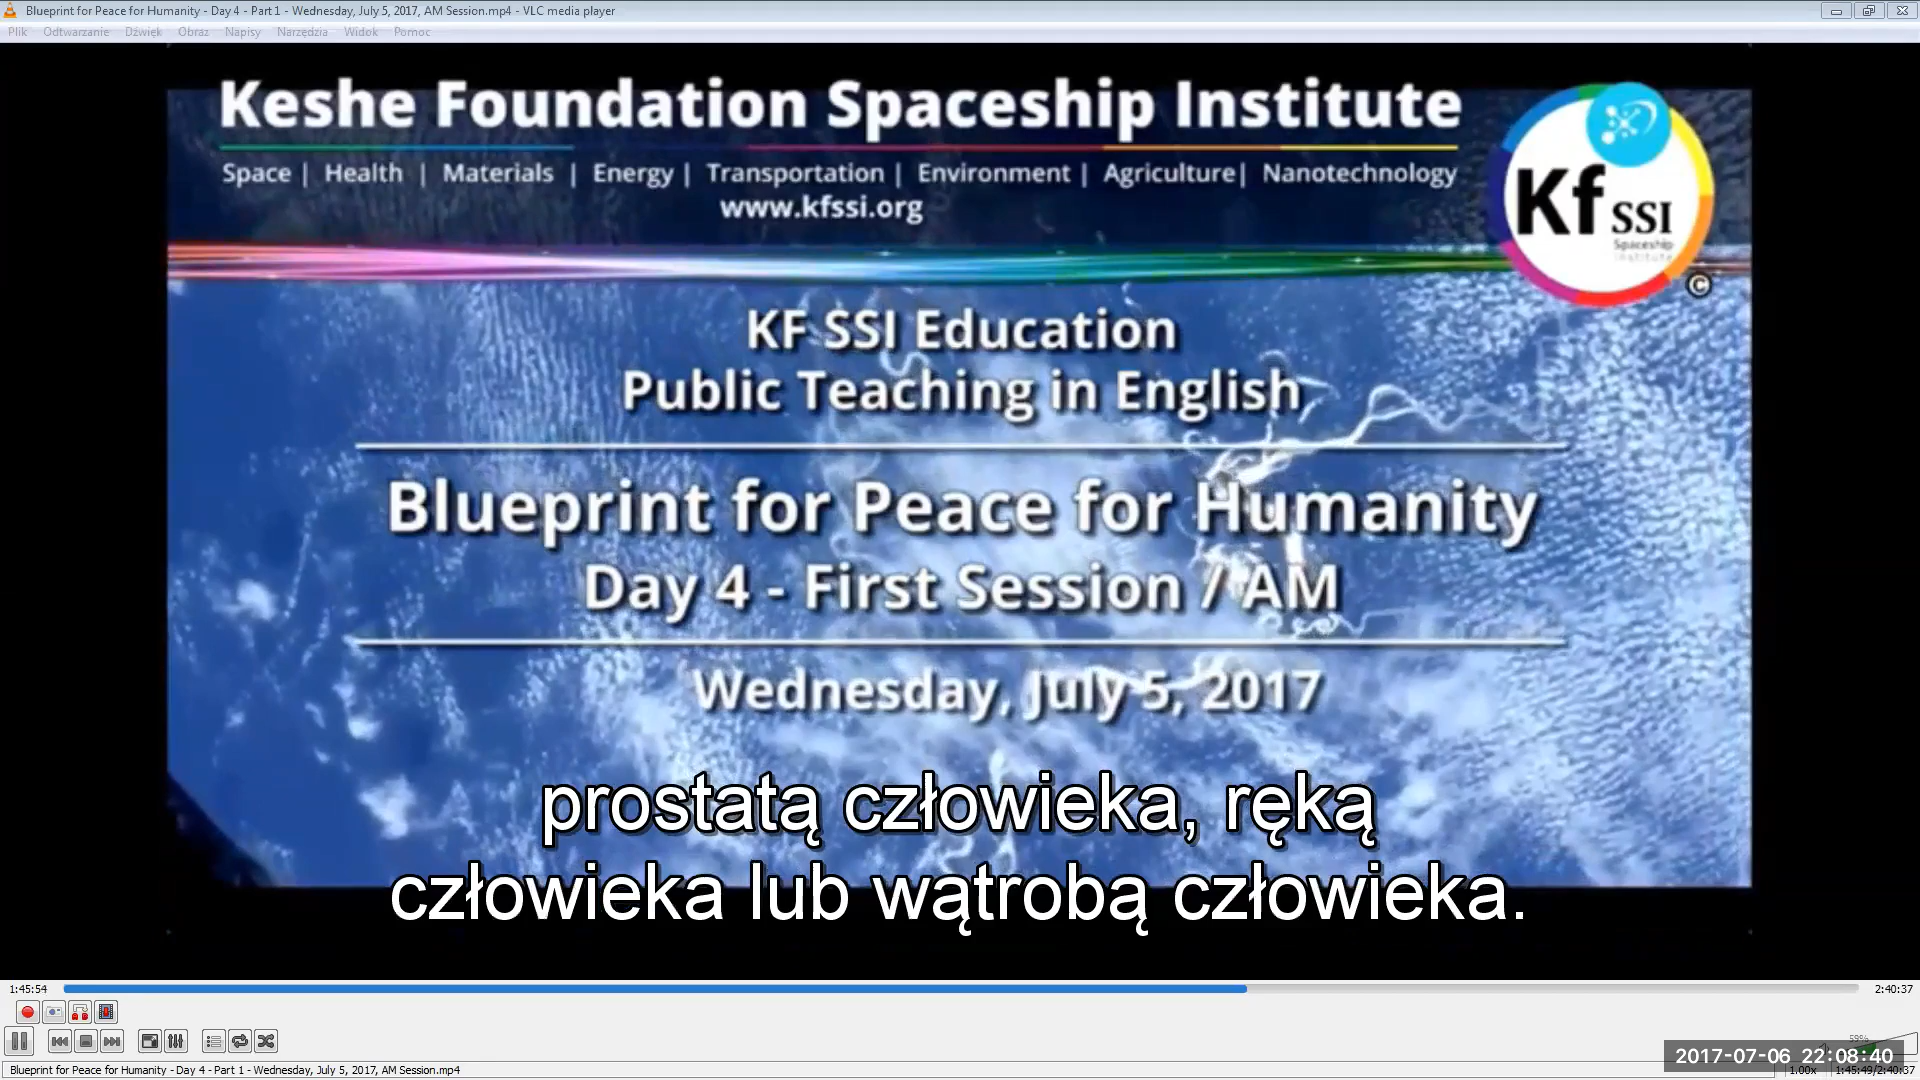 Blueprint for Peace for Humanity - Day 4 - Part 1 - Wednesday, July 5, 2017, AM Session.mp4 - VLC media player
Plik Odtwarzanie Dźwięk Obraz Napisy Narzędzia Widok Pomoc
Keshe Foundation Spaceship Institute
Space | Health | Materials | Energy | Transportation | Environment | Agriculture | Nanotechnology
www.kfssi.org
Kf SSI
Spaceship
Institute
©
KF SSI Education
Public Teaching in English
Blueprint for Peace for Humanity
Day 4 - First Session / AM
Wednesday, July 5, 2017
prostatą człowieka, ręką
człowieka lub wątrobą człowieka.
1:45:54 2:40:37
59%
2017-07-06 22:08:40
Blueprint for Peace for Humanity - Day 4 - Part 1 - Wednesday, July 5, 2017, AM Session.mp4 1.00x 1:45:49/2:40:37